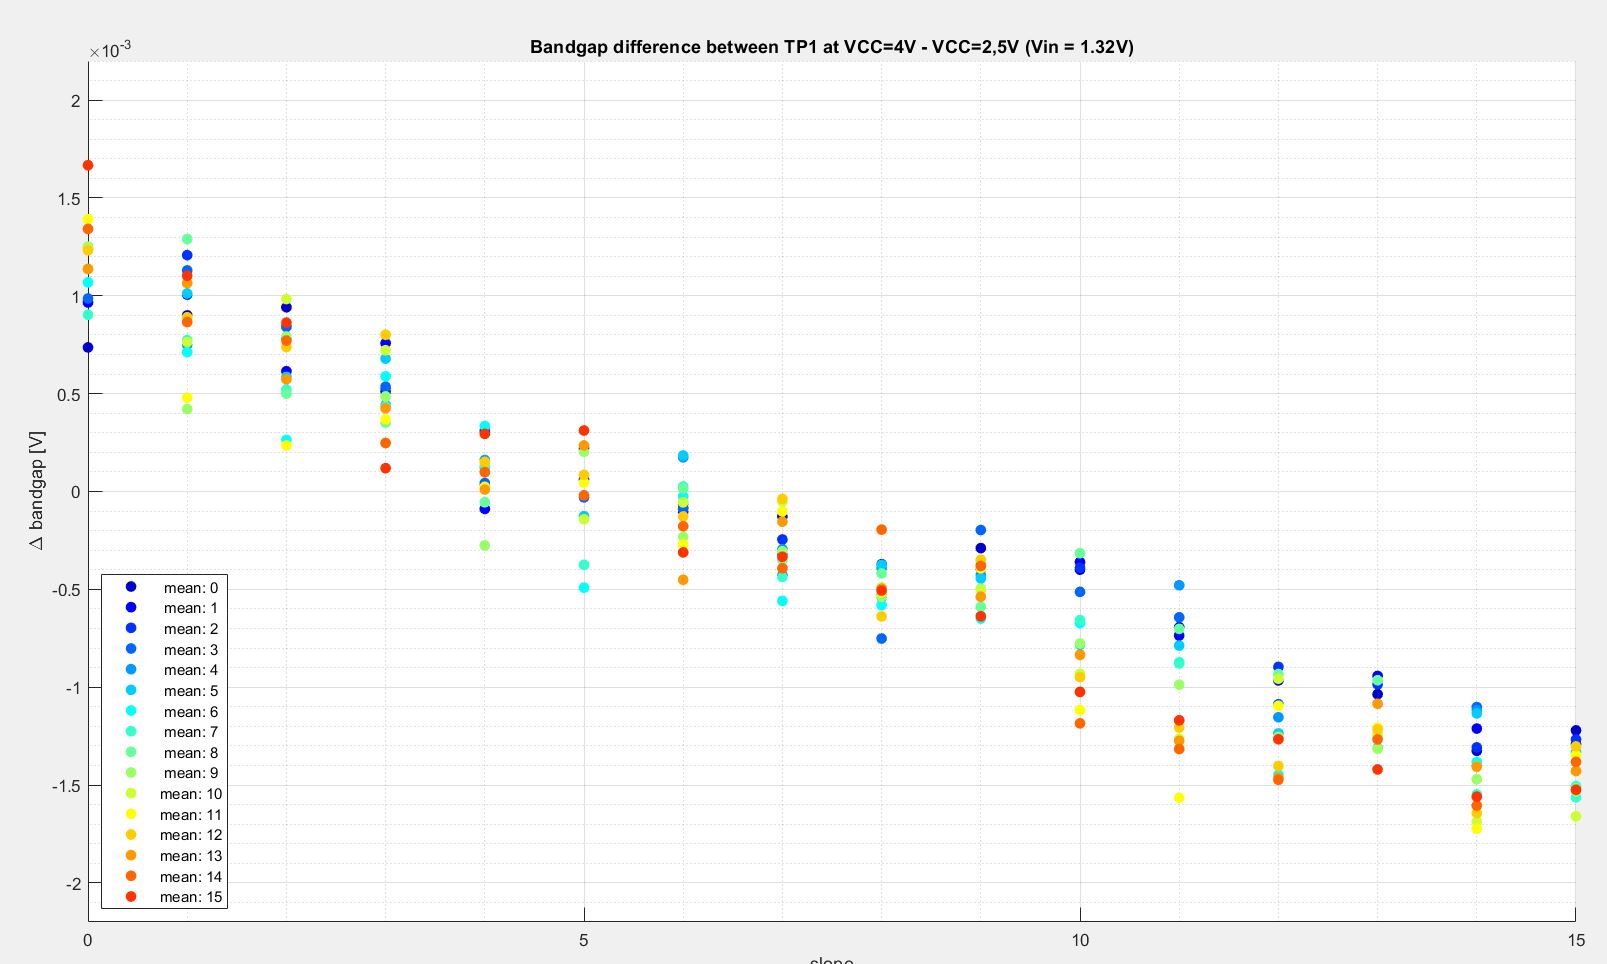 Bandgap difference between TP1 at VCC=4V - VCC=2,5V (Vin = 1.32V)
×10-3
2
1.5
1
0.5
0
-0.5
-1
-1.5
-2
Δ bandgap [V]
mean: 0
mean: 1
mean: 2
mean: 3
mean: 4
mean: 5
mean: 6
mean: 7
mean: 8
mean: 9
mean: 10
mean: 11
mean: 12
mean: 13
mean: 14
mean: 15
0
5
10
15